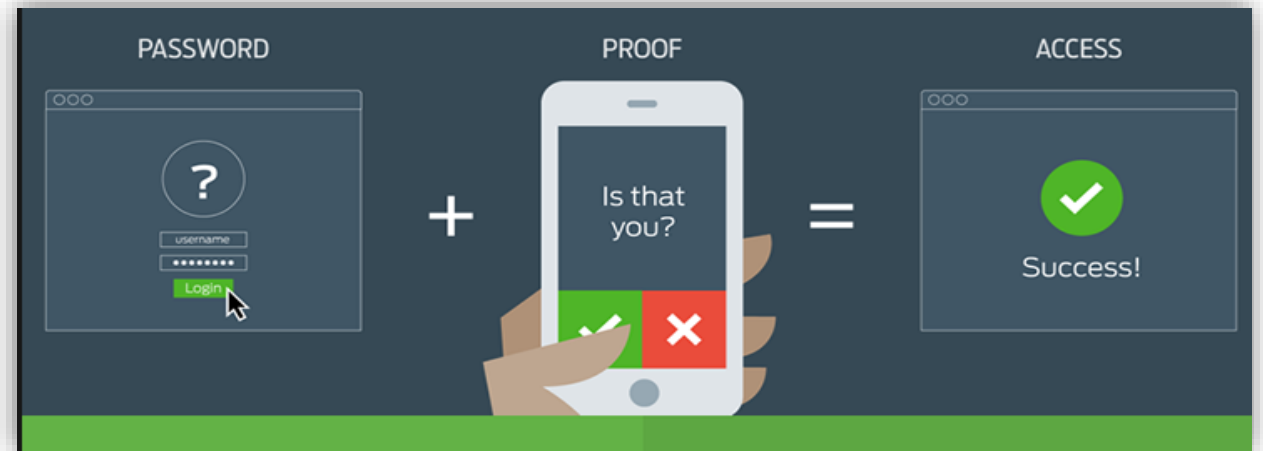 PASSWORD
PROOF
ACCESS
?
username
Login
+
Is that
you?
=
Success!